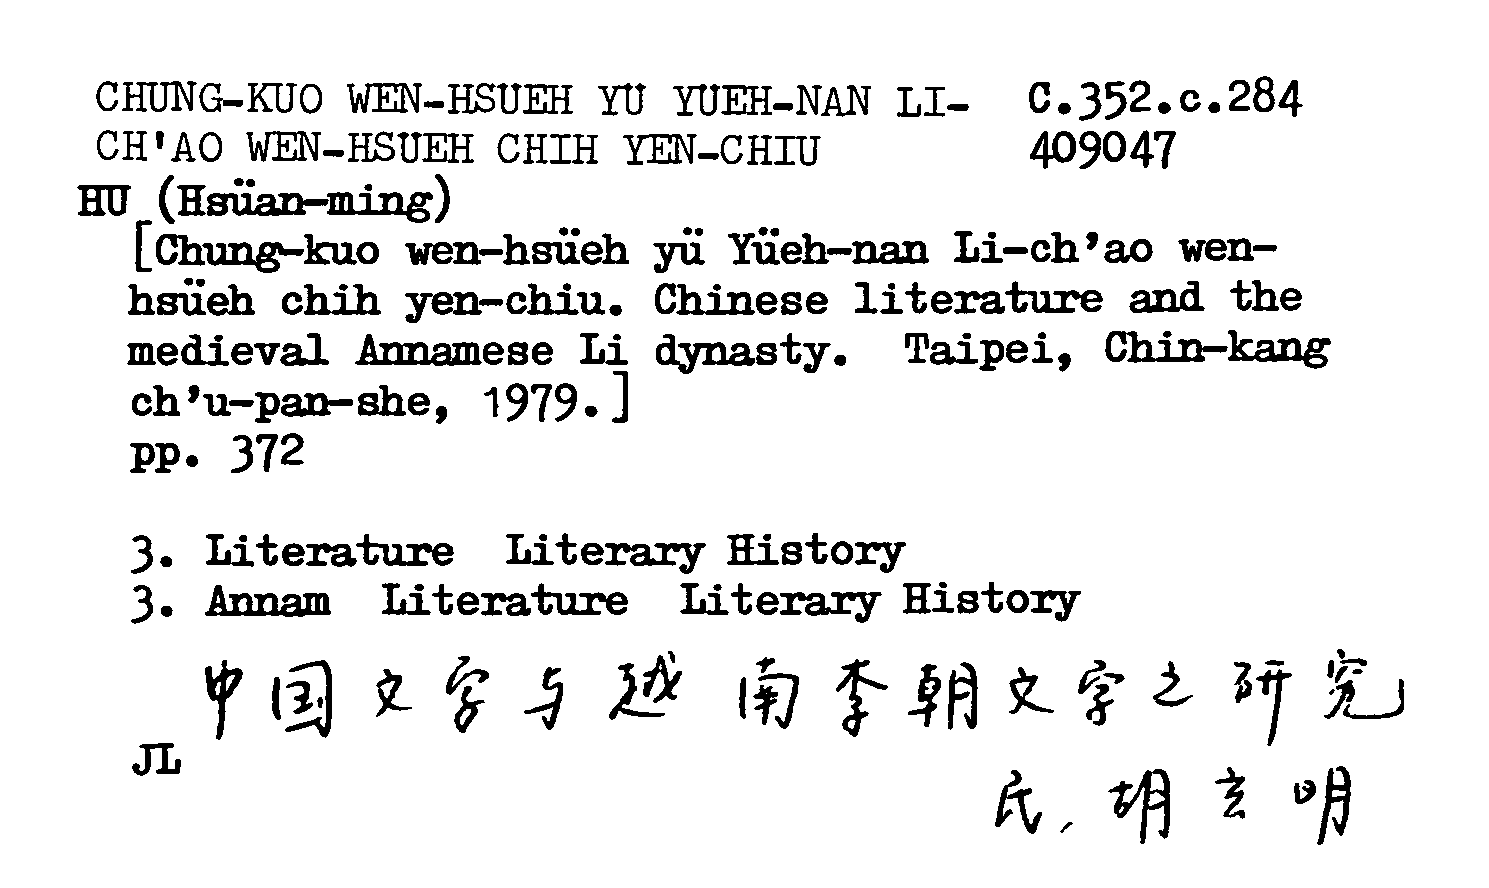 CHUNG-KUO WEN-HSUEH YU YUEH-NAN LI- C.352.c.284
CH'AO WEN-HSUEH CHIH YEN-CHIU 409047
HU (Hsüan-ming)
[Chung-kuo wen-hsüeh yü Yüeh-nan Li-ch'ao wen-
hsüeh chih yen-chiu. Chinese literature and the
medieval Annamese Li dynasty. Taipei, Chin-kang
ch'u-pan-she, 1979.]
pp. 372
3. Literature Literary History
3. Annam Literature Literary History
中国文字与越南李朝文字之研究
JL
氏, 胡玄明